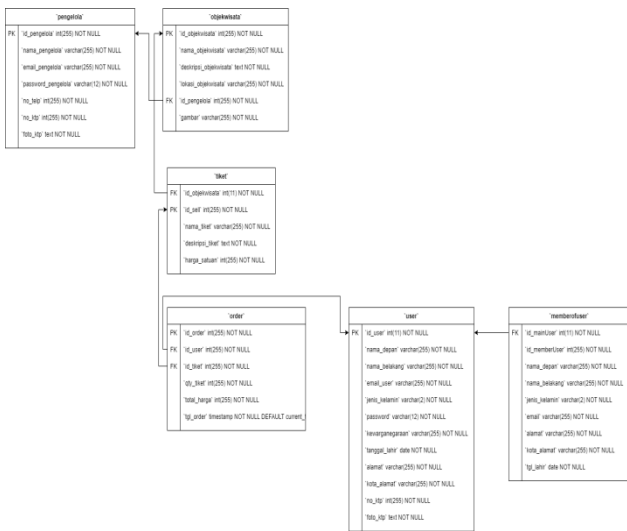 `pengelola`
PK `id_pengelola` int(255) NOT NULL
`nama_pengelola` varchar(255) NOT NULL
`email_pengelola` varchar(255) NOT NULL
`password_pengelola` varchar(12) NOT NULL
`no_telp` int(255) NOT NULL
`no_ktp` int(255) NOT NULL
`foto_ktp` text NOT NULL
`objekwisata`
PK `id_objekwisata` int(255) NOT NULL
`nama_objekwisata` varchar(255) NOT NULL
`deskripsi_objekwisata` text NOT NULL
`lokasi_objekwisata` varchar(255) NOT NULL
FK `id_pengelola` int(255) NOT NULL
`gambar` varchar(255) NOT NULL
`tiket`
FK `id_objekwisata` int(11) NOT NULL
PK `id_sell` int(255) NOT NULL
`nama_tiket` varchar(255) NOT NULL
`deskripsi_tiket` text NOT NULL
`harga_satuan` int(255) NOT NULL
`order`
PK `id_order` int(255) NOT NULL
FK `id_user` int(255) NOT NULL
FK `id_tiket` int(255) NOT NULL
`qty_tiket` int(255) NOT NULL
`total_harga` int(255) NOT NULL
`tgl_order` timestamp NOT NULL DEFAULT current_t
`user`
PK `id_user` int(11) NOT NULL
`nama_depan` varchar(255) NOT NULL
`nama_belakang` varchar(255) NOT NULL
`email_user` varchar(255) NOT NULL
`jenis_kelamin` varchar(2) NOT NULL
`password` varchar(12) NOT NULL
`kewarganegaraan` varchar(255) NOT NULL
`tanggal_lahir` date NOT NULL
`alamat` varchar(255) NOT NULL
`kota_alamat` varchar(255) NOT NULL
`no_ktp` int(255) NOT NULL
`foto_ktp` text NOT NULL
`memberofuser`
FK `id_mainUser` int(11) NOT NULL
`id_memberUser` int(255) NOT NULL
`nama_depan` varchar(255) NOT NULL
`nama_belakang` varchar(255) NOT NULL
`jenis_kelamin` varchar(2) NOT NULL
`email` varchar(255) NOT NULL
`alamat` varchar(255) NOT NULL
`kota_alamat` varchar(255) NOT NULL
`tgl_lahir` date NOT NULL